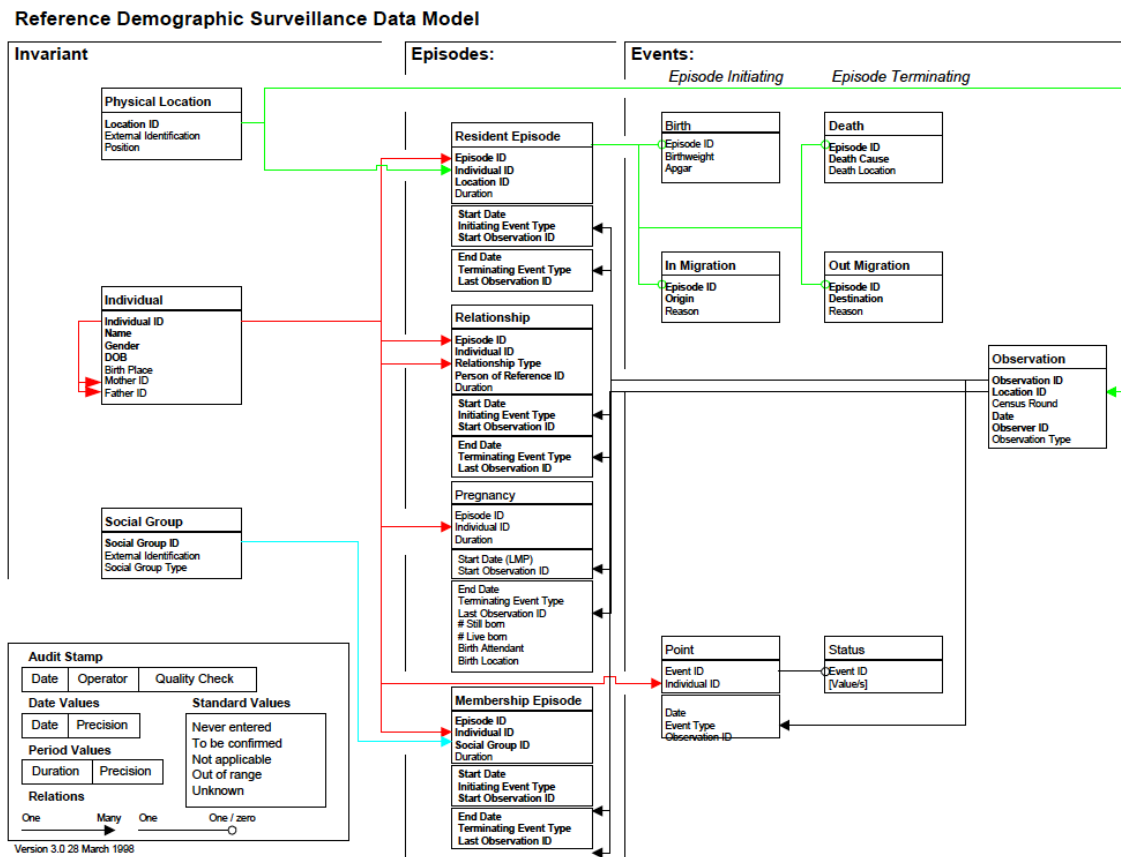 Reference Demographic Surveillance Data Model
Invariant
Episodes:
Events:
Episode Initiating
Episode Terminating
Physical Location
Location ID
External Identification
Position
Individual
Individual ID
Name
Gender
DOB
Birth Place
Mother ID
Father ID
Social Group
Social Group ID
External Identification
Social Group Type
Resident Episode
Episode ID
Individual ID
Location ID
Duration
Start Date
Initiating Event Type
Start Observation ID
End Date
Terminating Event Type
Last Observation ID
Relationship
Episode ID
Individual ID
Relationship Type
Person of Reference ID
Duration
Start Date
Initiating Event Type
Start Observation ID
End Date
Terminating Event Type
Last Observation ID
Pregnancy
Episode ID
Individual ID
Duration
Start Date (LMP)
Start Observation ID
End Date
Terminating Event Type
Last Observation ID
# Still born
# Live born
Birth Attendant
Birth Location
Membership Episode
Episode ID
Individual ID
Social Group ID
Duration
Start Date
Initiating Event Type
Start Observation ID
End Date
Terminating Event Type
Last Observation ID
Birth
Episode ID
Birthweight
Apgar
Death
Episode ID
Death Cause
Death Location
In Migration
Episode ID
Origin
Reason
Out Migration
Episode ID
Destination
Reason
Observation
Observation ID
Location ID
Census Round
Date
Observer ID
Observation Type
Point
Event ID
Individual ID
Date
Event Type
Observation ID
Status
Event ID
[Value/s]
Audit Stamp
Date Operator Quality Check
Date Values
Date Precision
Period Values
Duration Precision
Standard Values
Never entered
To be confirmed
Not applicable
Out of range
Unknown
Relations
One Many One One / zero
Version 3.0 28 March 1998